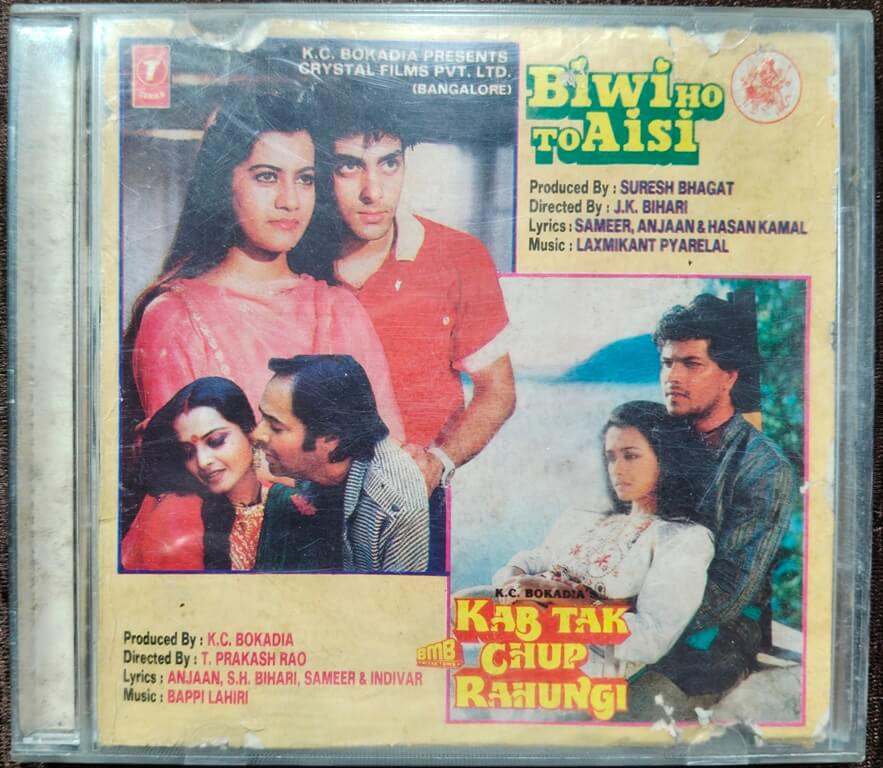 T
SERIES
K.C. BOKADIA PRESENTS
CRYSTAL FILMS PVT. LTD.
(BANGALORE)
BiWi HO
TO AiSi
Produced By : SURESH BHAGAT
Directed By : J.K. BIHARI
Lyrics : SAMEER, ANJAAN & HASAN KAMAL
Music : LAXMIKANT PYARELAL
K.C. BOKADIA'S
KAB TAK
CHUP
RAHUNGI
BMB
Produced By : K.C. BOKADIA
Directed By : T. PRAKASH RAO
Lyrics : ANJAAN, S.H. BIHARI, SAMEER & INDIVAR
Music : BAPPI LAHIRI